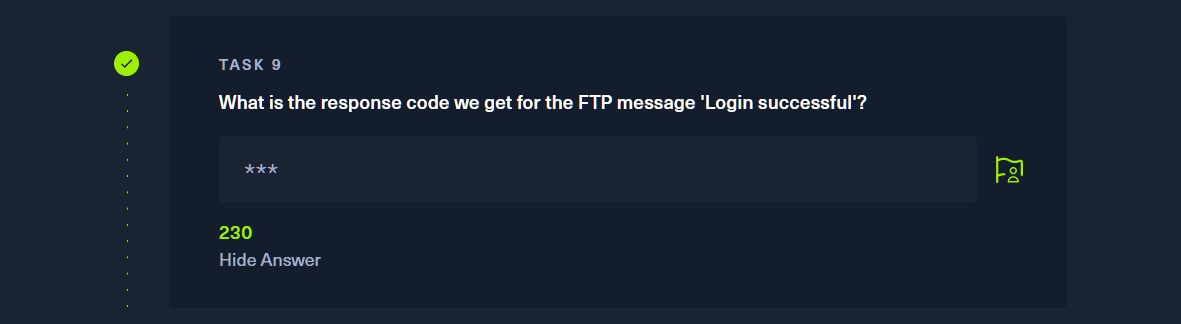 TASK 9
What is the response code we get for the FTP message 'Login successful'?
***
230
Hide Answer